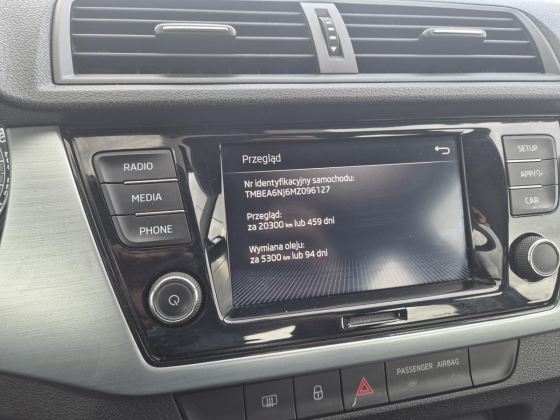 Przegląd
Nr identyfikacyjny samochodu:
TMBEA6NJ6MZ096127
Przegląd:
za 20300 km lub 459 dni
Wymiana oleju:
za 5300 km lub 94 dni
RADIO
MEDIA
PHONE
SETUP
APP/
CAR
PASSENGER AIRBAG